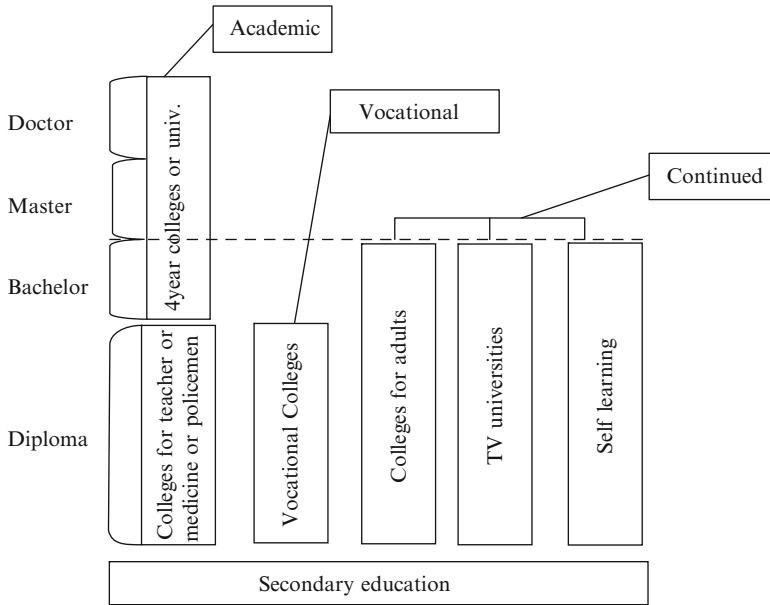 Academic
Doctor
Vocational
Continued
Master
Bachelor
Diploma
4year colleges or univ.
Colleges for teacher or
medicine or policemen
Vocational Colleges
Colleges for adults
TV universities
Self learning
Secondary education